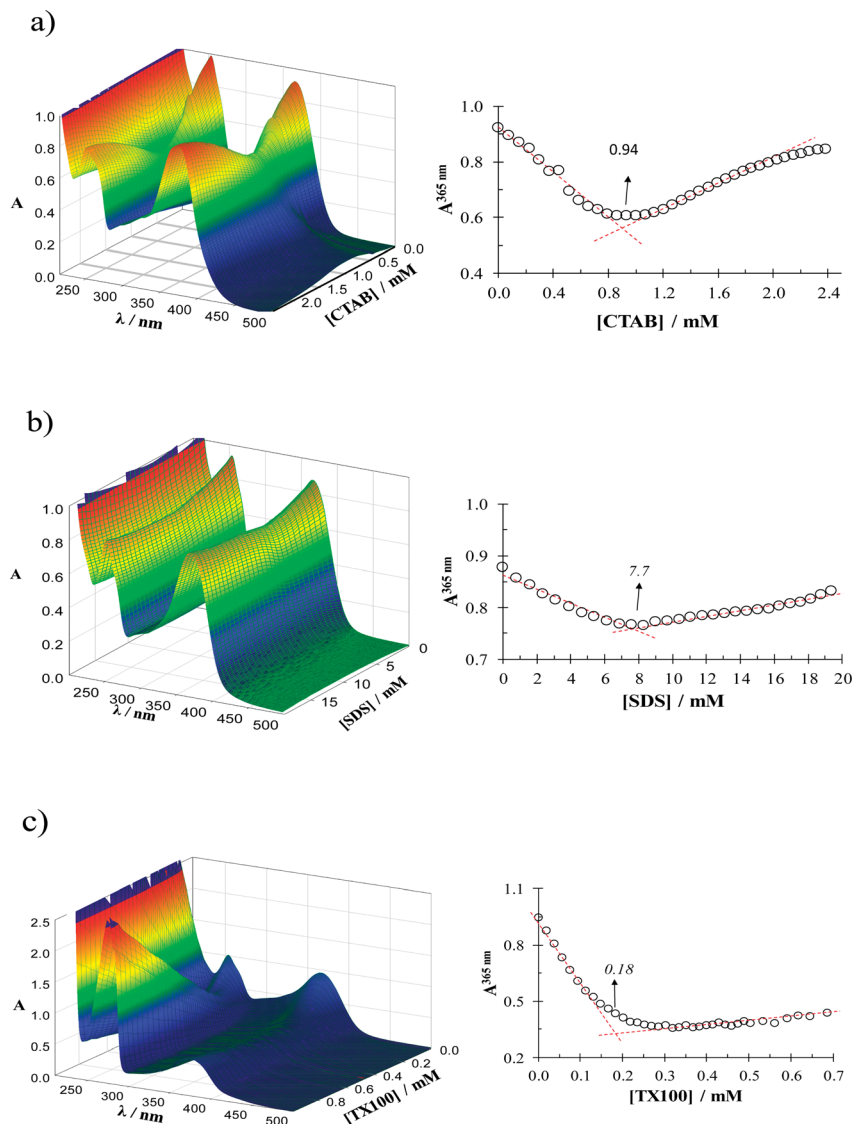 a)
1.0
0.8
0.6
0.4
0.2
0.0
A
250 300 350 400 450 500
λ / nm
2.0 1.5 1.0 0.5 0.0
[CTAB] / mM
1.0
0.8
0.6
0.4
A365 nm
0.94
0.0 0.4 0.8 1.2 1.6 2.0 2.4
[CTAB] / mM
b)
1.0
0.8
0.6
0.4
0.2
0.0
A
250 300 350 400 450 500
λ / nm
15 10 5 0
[SDS] / mM
1.0
0.9
0.8
0.7
A365 nm
7.7
0 2 4 6 8 10 12 14 16 18 20
[SDS] / mM
c)
2.5
2.0
1.5
1.0
0.5
0.0
A
250 300 350 400 450 500
λ / nm
0.8 0.6 0.4 0.2 0.0
[TX100] / mM
1.1
0.8
0.5
0.2
A365 nm
0.18
0.0 0.1 0.2 0.3 0.4 0.5 0.6 0.7
[TX100] / mM